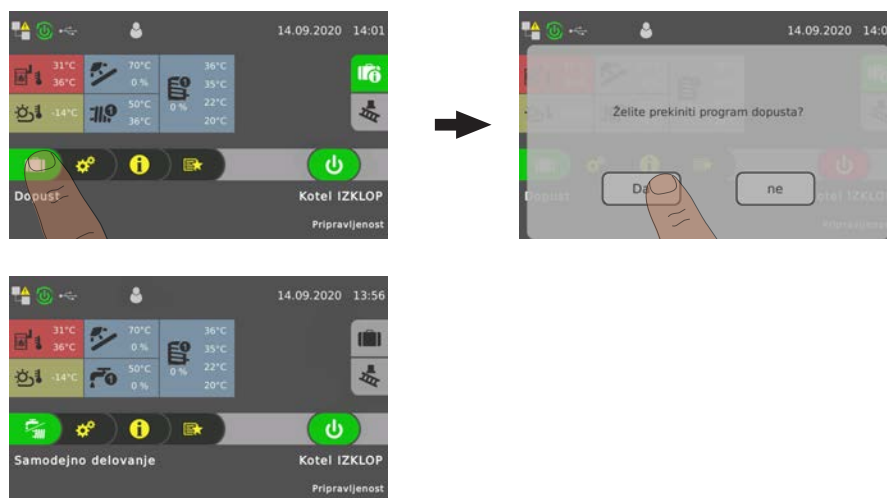 14.09.2020 14:01
31°C
36°C
70°C
0 %
36°C
35°C
-14°C
50°C
36°C
0 %
22°C
20°C
Dopust
Kotel IZKLOP
Pripravljenost
14.09.2020 14:0
Želite prekiniti program dopusta?
Da
ne
14.09.2020 13:56
31°C
36°C
70°C
0 %
36°C
35°C
-14°C
50°C
0 %
0 %
22°C
20°C
Samodejno delovanje
Kotel IZKLOP
Pripravljenost